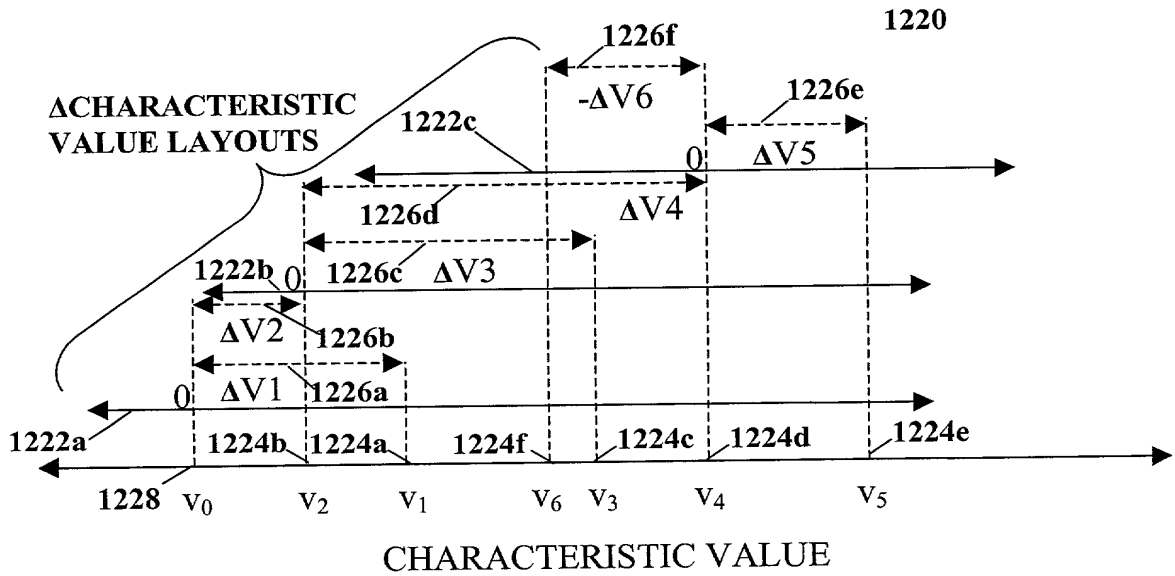 1220
1226f
-ΔV6
ΔCHARACTERISTIC
VALUE LAYOUTS
1226e
1222c
0
ΔV5
1226d
ΔV4
1222b
0
1226c
ΔV3
ΔV2
1226b
0
ΔV1
1226a
1222a
1224b
1224a
1224f
1224c
1224d
1224e
1228
v₀
v₂
v₁
v₆
v₃
v₄
v₅
CHARACTERISTIC VALUE